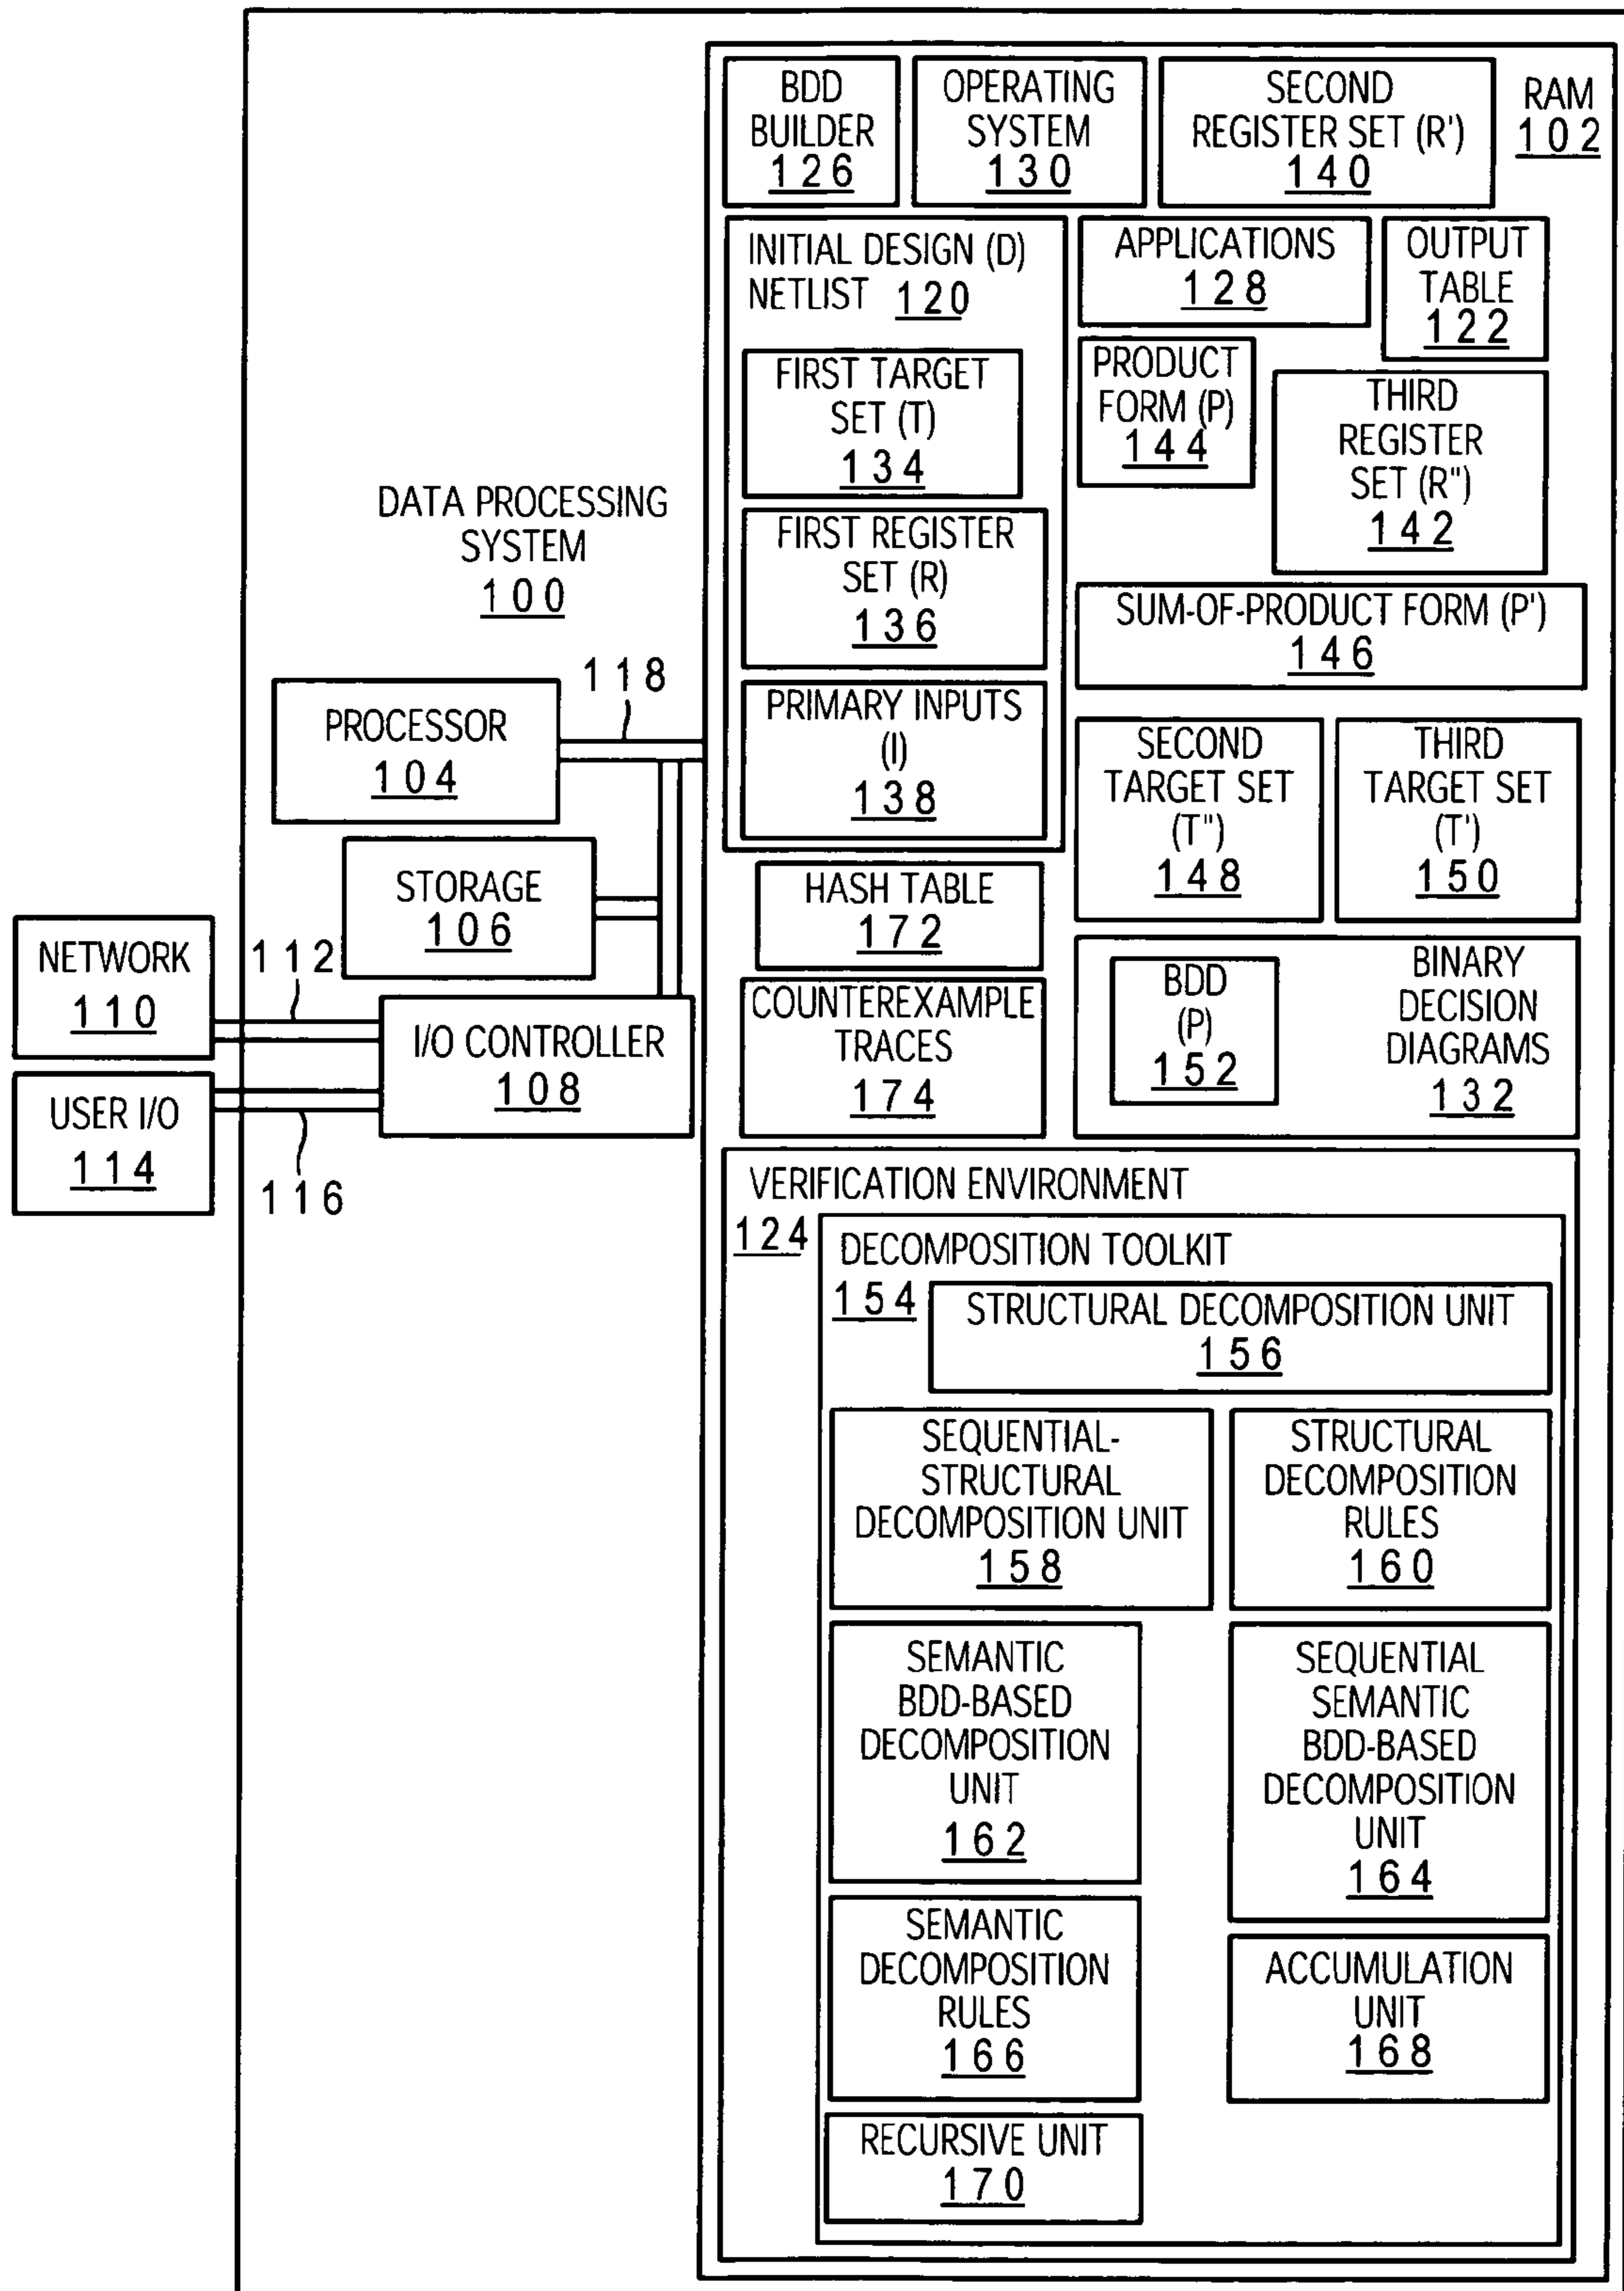 DATA PROCESSING
SYSTEM
100
PROCESSOR
104
118
STORAGE
106
NETWORK
110
112
I/O CONTROLLER
108
USER I/O
114
116
BDD
BUILDER
126
OPERATING
SYSTEM
130
SECOND
REGISTER SET (R')
140
RAM
102
INITIAL DESIGN (D)
NETLIST 120
FIRST TARGET
SET (T)
134
FIRST REGISTER
SET (R)
136
PRIMARY INPUTS
(I)
138
APPLICATIONS
128
OUTPUT
TABLE
122
PRODUCT
FORM (P)
144
THIRD
REGISTER
SET (R")
142
SUM-OF-PRODUCT FORM (P')
146
SECOND
TARGET SET
(T")
148
THIRD
TARGET SET
(T')
150
HASH TABLE
172
COUNTEREXAMPLE
TRACES
174
BDD
(P)
152
BINARY
DECISION
DIAGRAMS
132
VERIFICATION ENVIRONMENT
124
DECOMPOSITION TOOLKIT
154
STRUCTURAL DECOMPOSITION UNIT
156
SEQUENTIAL-
STRUCTURAL
DECOMPOSITION UNIT
158
STRUCTURAL
DECOMPOSITION
RULES
160
SEMANTIC
BDD-BASED
DECOMPOSITION
UNIT
162
SEQUENTIAL
SEMANTIC
BDD-BASED
DECOMPOSITION
UNIT
164
SEMANTIC
DECOMPOSITION
RULES
166
ACCUMULATION
UNIT
168
RECURSIVE UNIT
170